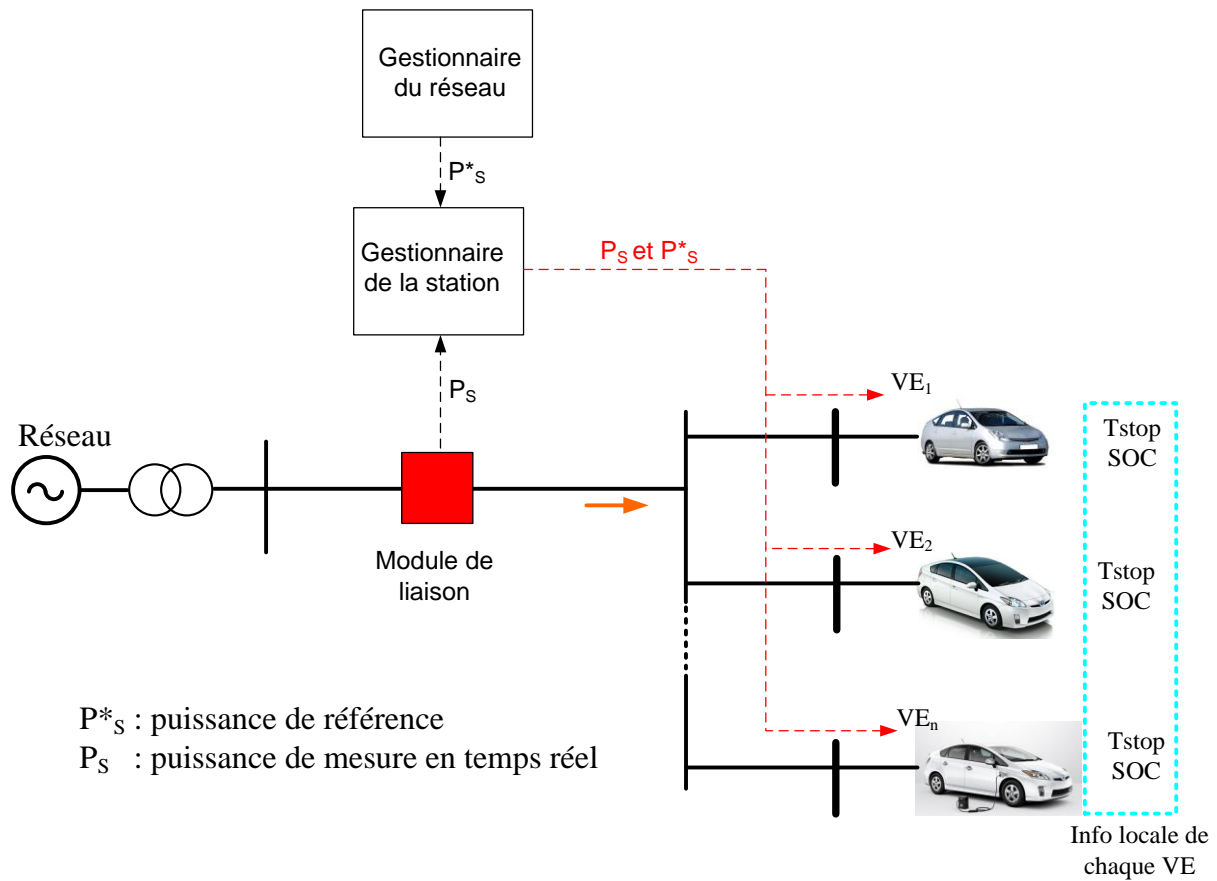 Gestionnaire
du réseau
P*S
Gestionnaire
de la station
PS et P*S
PS
VE1
Réseau
Tstop
SOC
Module de
liaison
VE2
Tstop
SOC
P*S : puissance de référence
PS : puissance de mesure en temps réel
VEn
Tstop
SOC
Info locale de
chaque VE